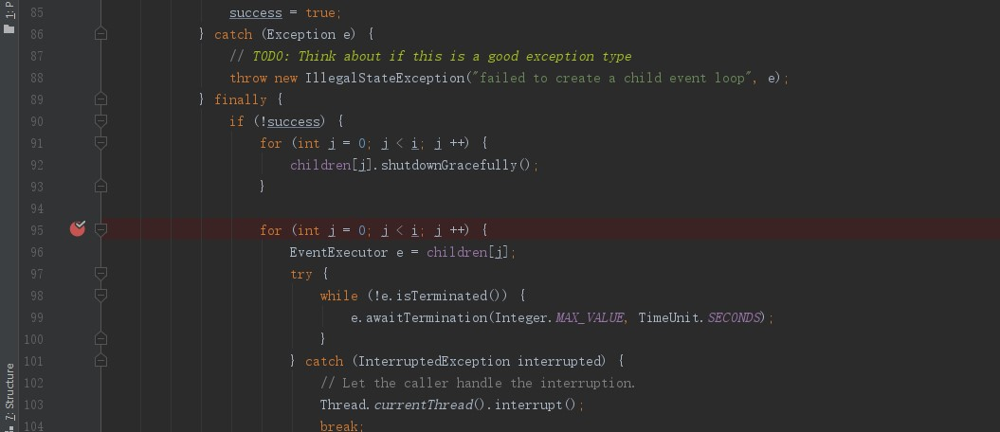 1: P
85 success = true;
86 } catch (Exception e) {
87 // TODO: Think about if this is a good exception type
88 throw new IllegalStateException("failed to create a child event loop", e);
89 } finally {
90 if (!success) {
91 for (int j = 0; j < i; j ++) {
92 children[j].shutdownGracefully();
93 }
94
95 for (int j = 0; j < i; j ++) {
96 EventExecutor e = children[j];
97 try {
98 while (!e.isTerminated()) {
99 e.awaitTermination(Integer.MAX_VALUE, TimeUnit.SECONDS);
100 }
101 } catch (InterruptedException interrupted) {
102 // Let the caller handle the interruption.
103 Thread.currentThread().interrupt();
104 break;
7: Structure